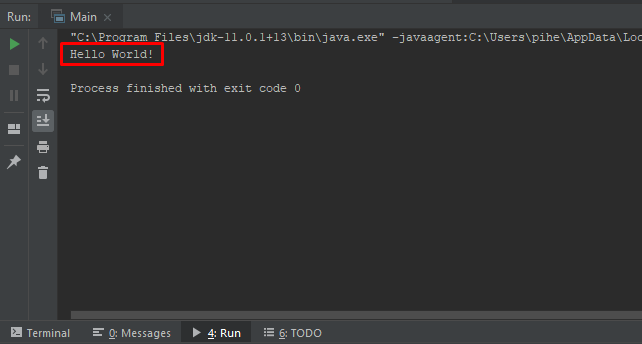 Run: Main
"C:\Program Files\jdk-11.0.1+13\bin\java.exe" -javaagent:C:\Users\pihe\AppData\Loc
Hello World!
Process finished with exit code 0
Terminal 0: Messages 4: Run 6: TODO